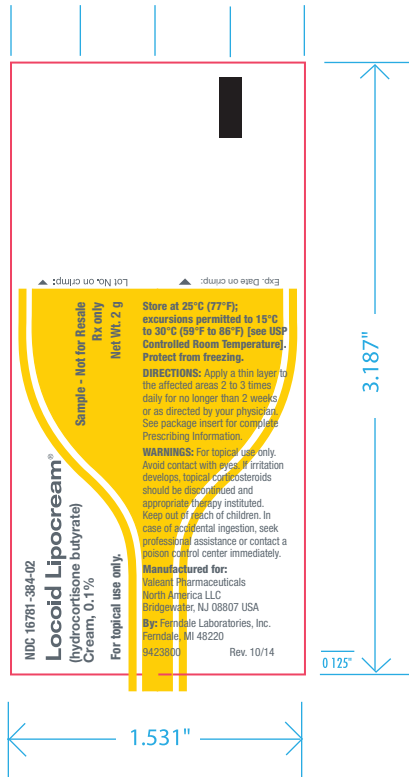 Lot No. on crimp:
Exp. Date on crimp:
NDC 16781-384-02
Locoid Lipocream®
(hydrocortisone butyrate)
Cream, 0.1%
For topical use only.
Sample - Not for Resale
Rx only
Net Wt. 2 g
Store at 25°C (77°F);
excursions permitted to 15°C
to 30°C (59°F to 86°F) [see USP
Controlled Room Temperature].
Protect from freezing.
DIRECTIONS: Apply a thin layer to
the affected areas 2 to 3 times
daily for no longer than 2 weeks
or as directed by your physician.
See package insert for complete
Prescribing Information.
WARNINGS: For topical use only.
Avoid contact with eyes. If irritation
develops, topical corticosteroids
should be discontinued and
appropriate therapy instituted.
Keep out of reach of children. In
case of accidental ingestion, seek
professional assistance or contact a
poison control center immediately.
Manufactured for:
Valeant Pharmaceuticals
North America LLC
Bridgewater, NJ 08807 USA
By: Ferndale Laboratories, Inc.
Ferndale, MI 48220
9423800 Rev. 10/14
3.187"
0 125"
1.531"